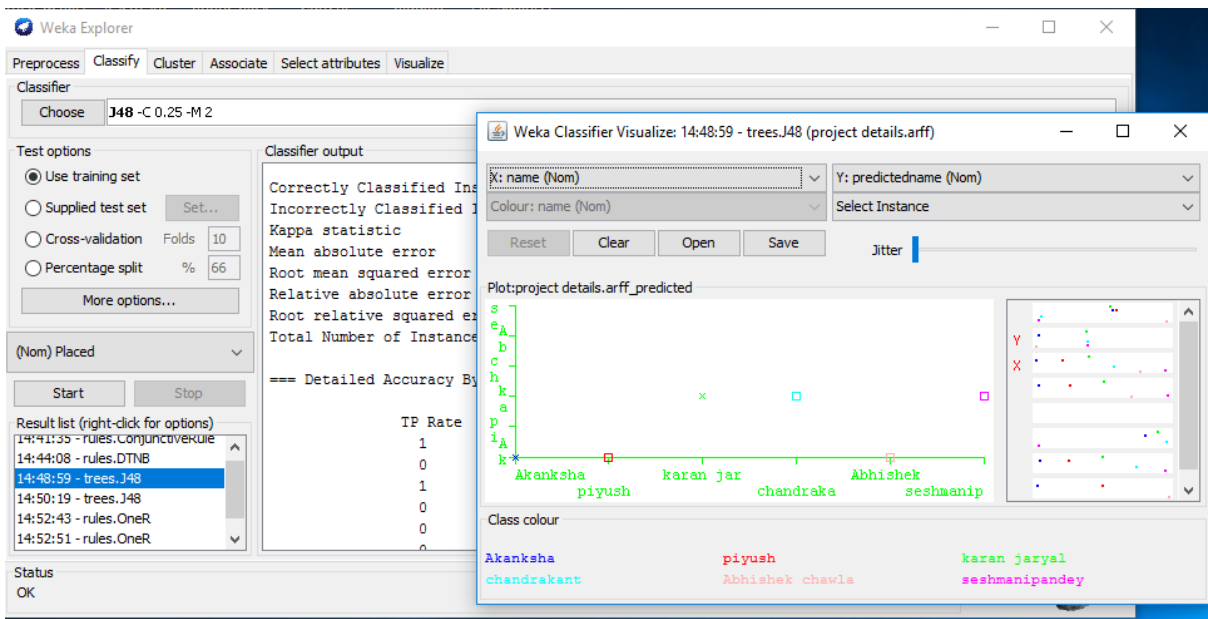 Weka Explorer
Preprocess Classify Cluster Associate Select attributes Visualize
Classifier
Choose J48 -C 0.25 -M 2
Test options
Use training set
Supplied test set Set...
Cross-validation Folds 10
Percentage split % 66
More options...
(Nom) Placed
Start Stop
Result list (right-click for options)
14:41:35 - rules.ConjunctiveRule
14:44:08 - rules.DTNB
14:48:59 - trees.J48
14:50:19 - trees.J48
14:52:43 - rules.OneR
14:52:51 - rules.OneR
Status
OK
Classifier output
Correctly Classified Ins
Incorrectly Classified I
Kappa statistic
Mean absolute error
Root mean squared error
Relative absolute error
Root relative squared er
Total Number of Instance
=== Detailed Accuracy By
TP Rate
1
0
1
0
0
0
Weka Classifier Visualize: 14:48:59 - trees.J48 (project details.arff)
X: name (Nom) Y: predictedname (Nom)
Colour: name (Nom) Select Instance
Reset Clear Open Save Jitter
Plot:project details.arff_predicted
s
e A
b
c
h
k
a
p
i A
k
Y
X
Akanksha karan jar Abhishek
piyush chandraka seshmanip
Class colour
Akanksha piyush karan jaryal
chandrakant Abhishek chawla seshmanipandey